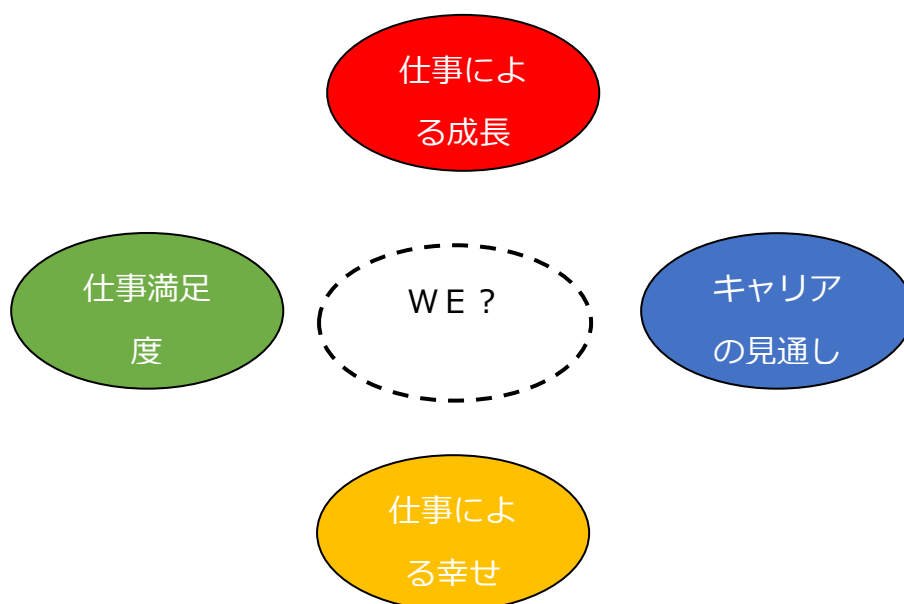 仕事によ
る成長
仕事満足
度
ＷＥ？
キャリア
の見通し
仕事によ
る幸せ